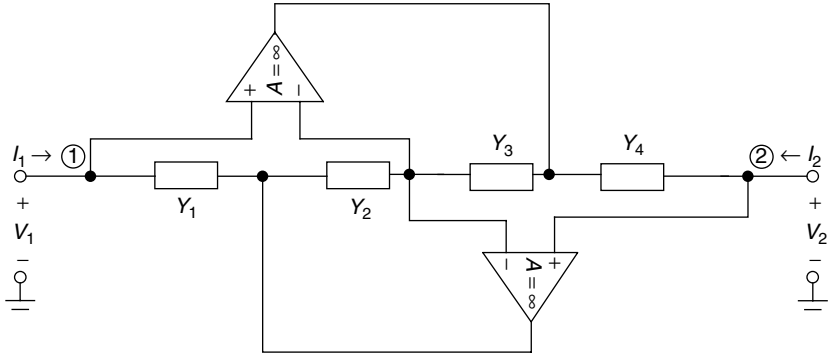 + A = ∞ −
I₁ → ① Y₃ Y₄ ② ← I₂
+ Y₁ Y₂ +
V₁ − A = ∞ + V₂
− −